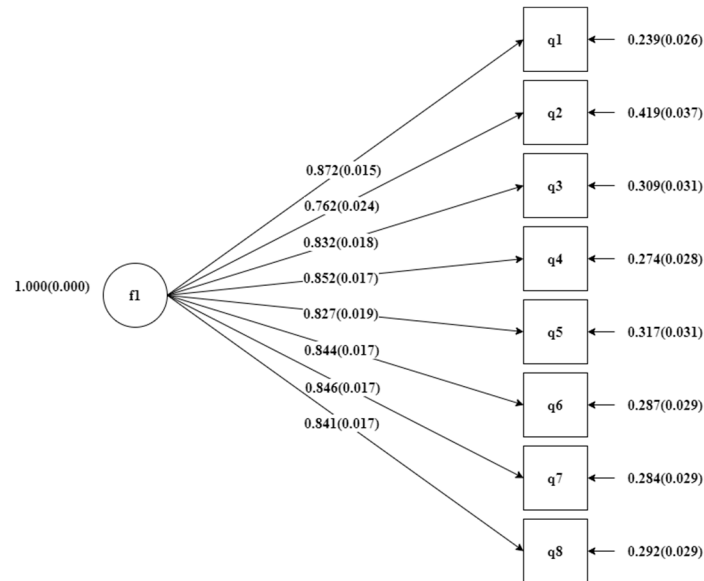 q1
0.239(0.026)
q2
0.419(0.037)
0.872(0.015)
q3
0.309(0.031)
0.762(0.024)
0.832(0.018)
q4
0.274(0.028)
0.852(0.017)
1.000(0.000)
f1
0.827(0.019)
q5
0.317(0.031)
0.844(0.017)
0.846(0.017)
q6
0.287(0.029)
0.841(0.017)
q7
0.284(0.029)
q8
0.292(0.029)